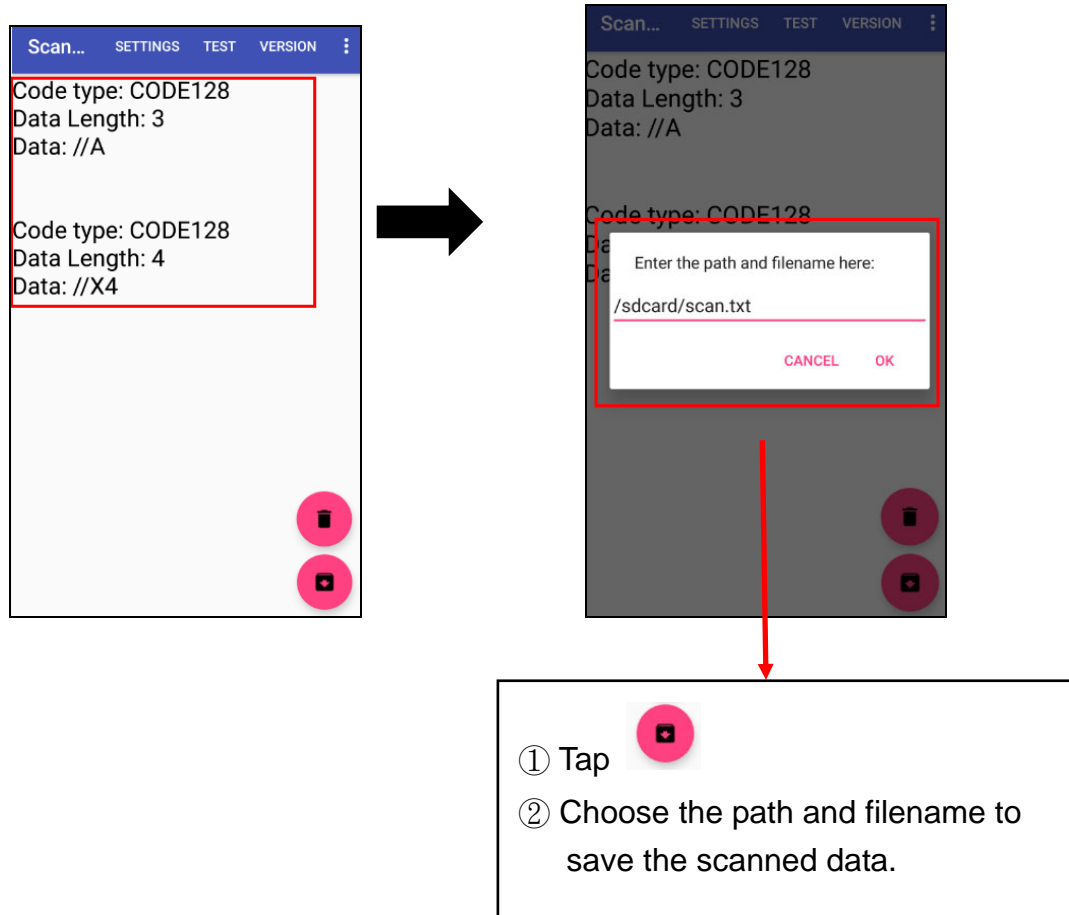 Scan... SETTINGS TEST VERSION
Code type: CODE128
Data Length: 3
Data: //A
Code type: CODE128
Data Length: 4
Data: //X4
Scan... SETTINGS TEST VERSION
Code type: CODE128
Data Length: 3
Data: //A
Code type: CODE128
Da
Da
Enter the path and filename here:
/sdcard/scan.txt
CANCEL OK
① Tap
② Choose the path and filename to
save the scanned data.